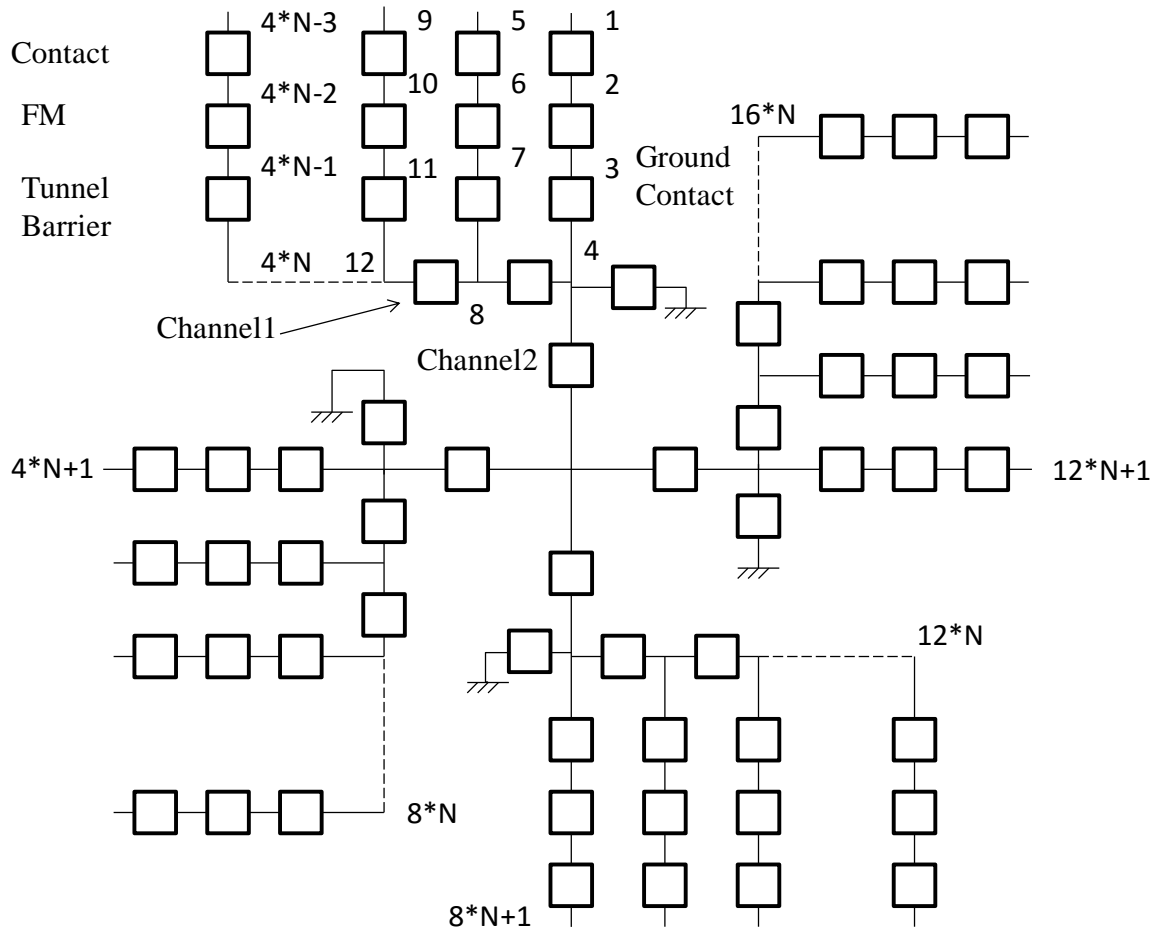 4*N-3
9
5
1
Contact
4*N-2
10
6
2
FM
16*N
4*N-1
11
7
3
Ground
Contact
Tunnel
Barrier
4*N
12
4
8
Channel1
Channel2
4*N+1
12*N+1
12*N
8*N
8*N+1